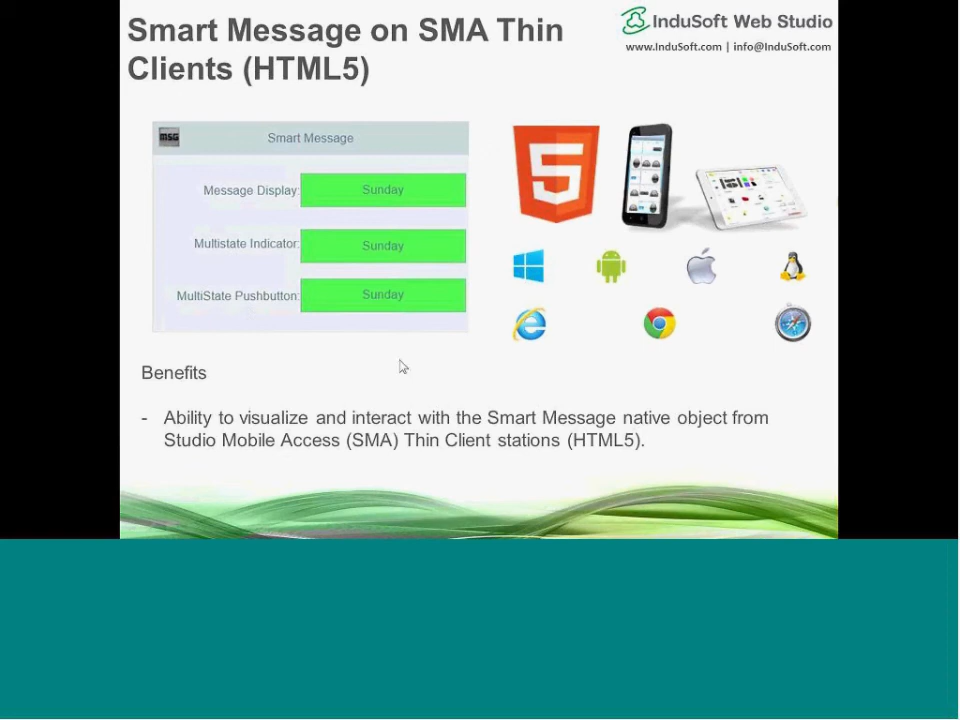 Smart Message on SMA Thin
Clients (HTML5)
InduSoft Web Studio
www.InduSoft.com | info@InduSoft.com
MSG
Smart Message
Message Display: Sunday
Multistate Indicator: Sunday
MultiState Pushbutton: Sunday
5
Benefits
- Ability to visualize and interact with the Smart Message native object from
Studio Mobile Access (SMA) Thin Client stations (HTML5).